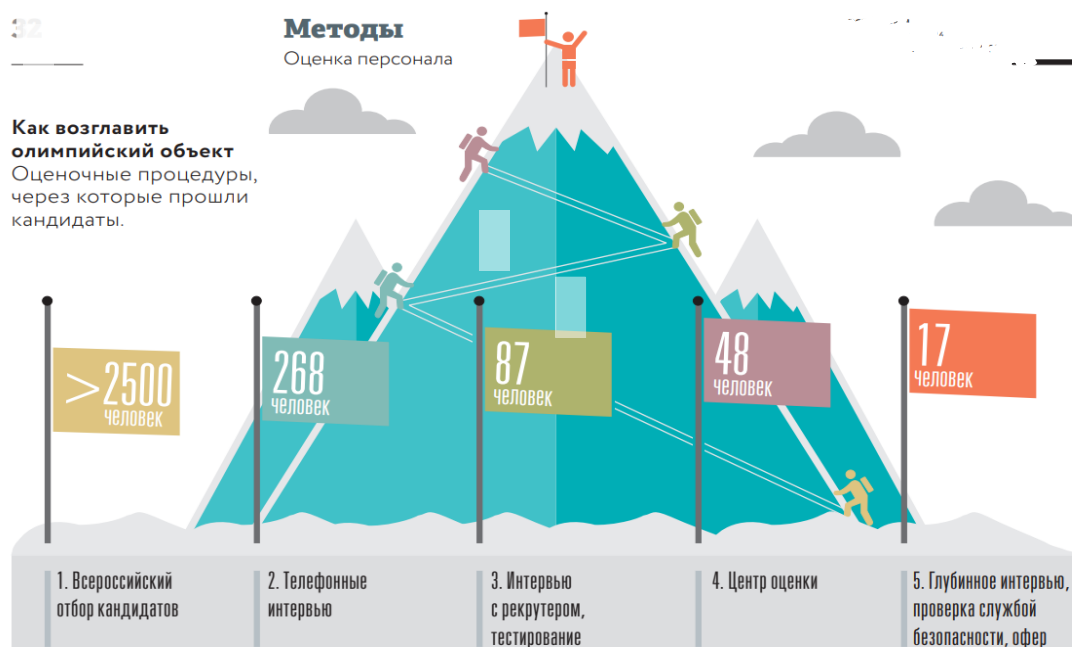 32
Методы
Оценка персонала
Как возглавить
олимпийский объект
Оценочные процедуры,
через которые прошли
кандидаты.
>2500
человек
268
человек
87
человек
48
человек
17
человек
1. Всероссийский
отбор кандидатов
2. Телефонные
интервью
3. Интервью
с рекрутером,
тестирование
4. Центр оценки
5. Глубинное интервью,
проверка службой
безопасности, офер